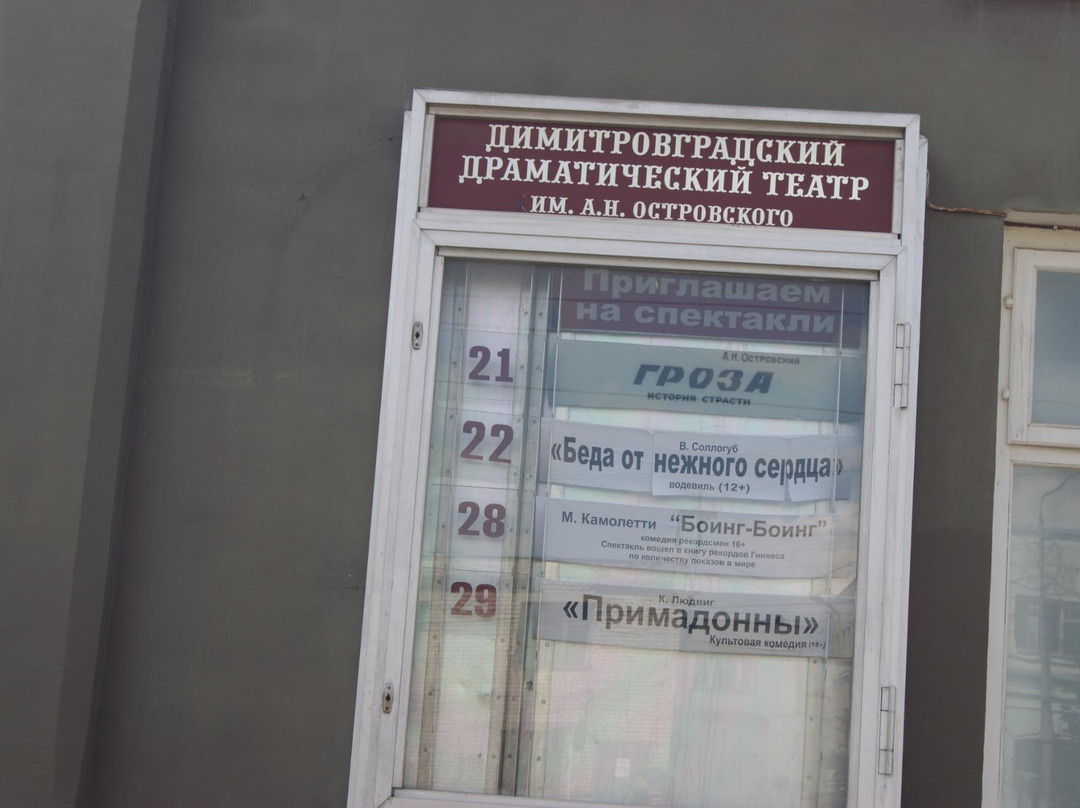 ДИМИТРОВГРАДСКИЙ
ДРАМАТИЧЕСКИЙ ТЕАТР
ИМ. А.Н. ОСТРОВСКОГО
Приглашаем
на спектакли
21
А.Н. Островский
ГРОЗА
ИСТОРИЯ СТРАСТИ
22
В. Соллогуб
«Беда от нежного сердца»
водевиль (12+)
28
М. Камолетти "Боинг-Боинг"
комедия рекордсмен 16+
Спектакль вошел в книгу рекордов Гиннеса
по количеству показов в мире
29
К. Людвиг
«Примадонны»
Культовая комедия (18+)